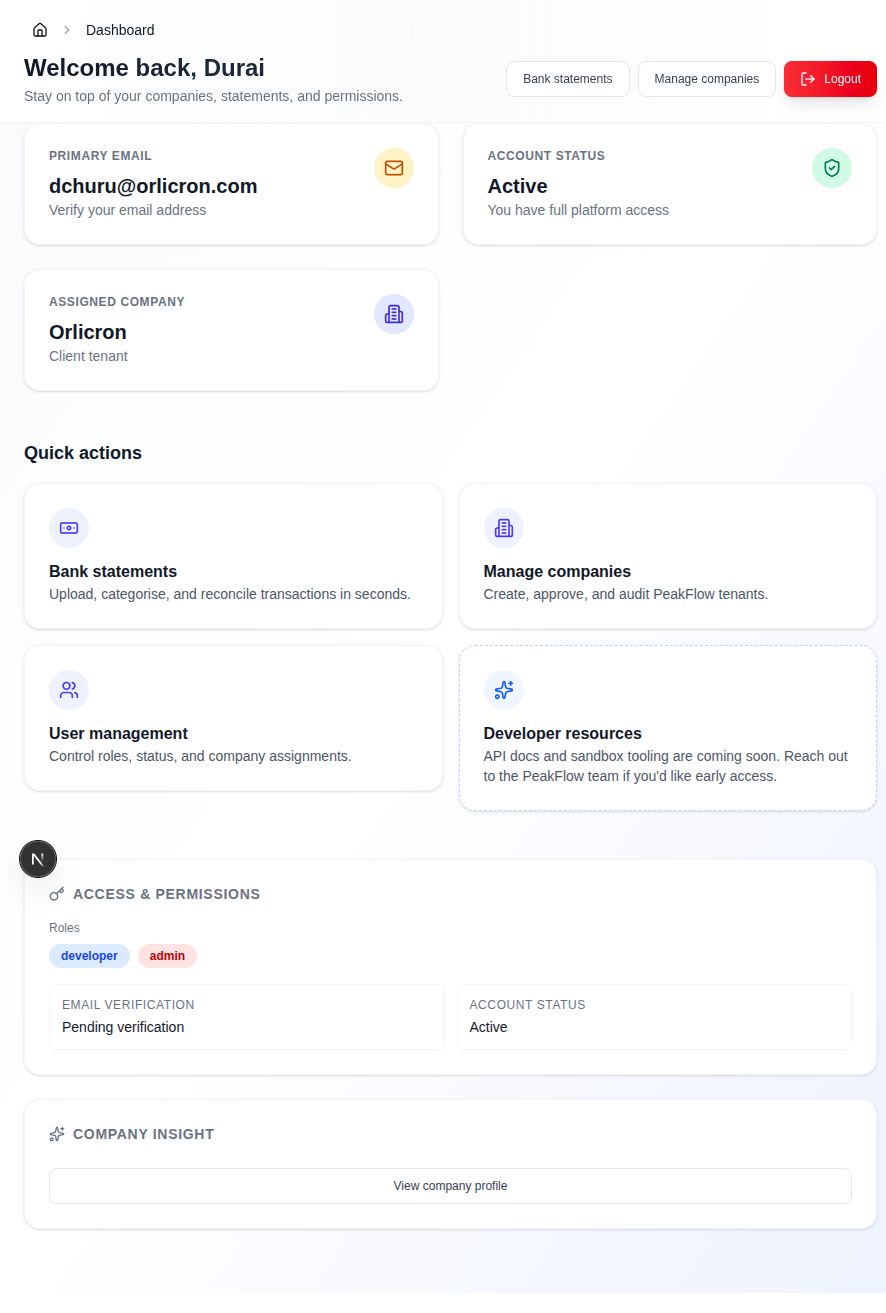 Dashboard
Welcome back, Durai
Stay on top of your companies, statements, and permissions.
Bank statements
Manage companies
Logout
PRIMARY EMAIL
dchuru@orlicron.com
Verify your email address
ACCOUNT STATUS
Active
You have full platform access
ASSIGNED COMPANY
Orlicron
Client tenant
Quick actions
Bank statements
Upload, categorise, and reconcile transactions in seconds.
Manage companies
Create, approve, and audit PeakFlow tenants.
User management
Control roles, status, and company assignments.
Developer resources
API docs and sandbox tooling are coming soon. Reach out
to the PeakFlow team if you'd like early access.
N
ACCESS & PERMISSIONS
Roles
developer
admin
EMAIL VERIFICATION
Pending verification
ACCOUNT STATUS
Active
COMPANY INSIGHT
View company profile